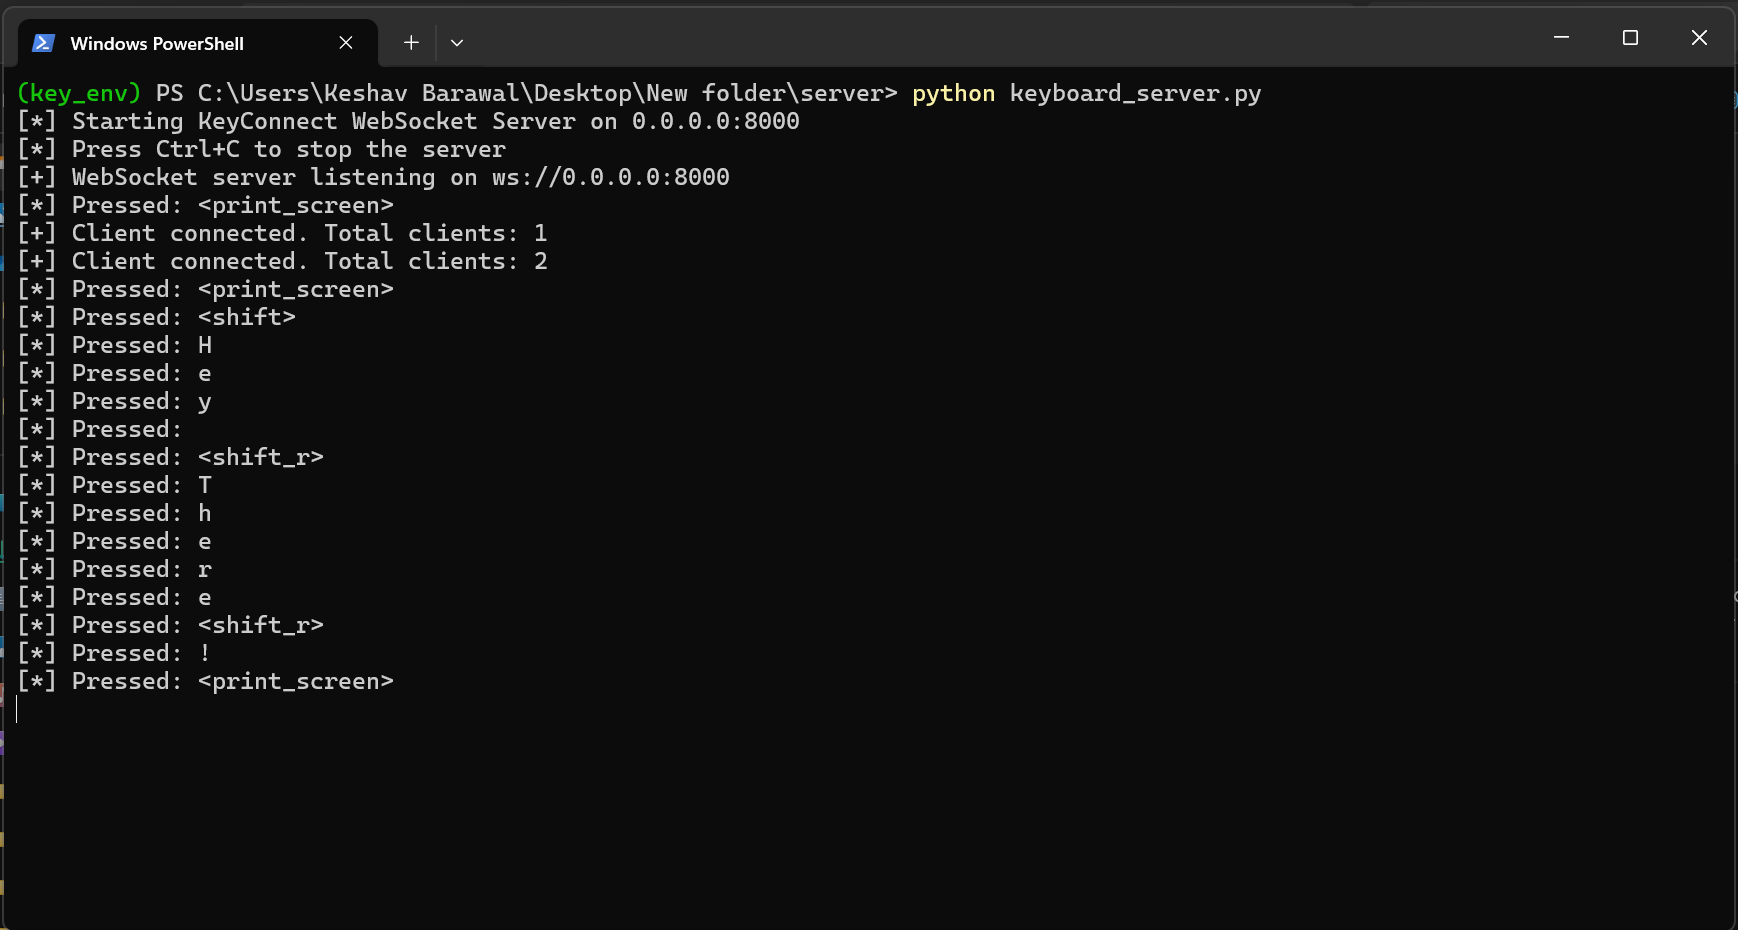 Windows PowerShell
(key_env) PS C:\Users\Keshav Barawal\Desktop\New folder\server> python keyboard_server.py
[*] Starting KeyConnect WebSocket Server on 0.0.0.0:8000
[*] Press Ctrl+C to stop the server
[+] WebSocket server listening on ws://0.0.0.0:8000
[*] Pressed: <print_screen>
[+] Client connected. Total clients: 1
[+] Client connected. Total clients: 2
[*] Pressed: <print_screen>
[*] Pressed: <shift>
[*] Pressed: H
[*] Pressed: e
[*] Pressed: y
[*] Pressed:
[*] Pressed: <shift_r>
[*] Pressed: T
[*] Pressed: h
[*] Pressed: e
[*] Pressed: r
[*] Pressed: e
[*] Pressed: <shift_r>
[*] Pressed: !
[*] Pressed: <print_screen>